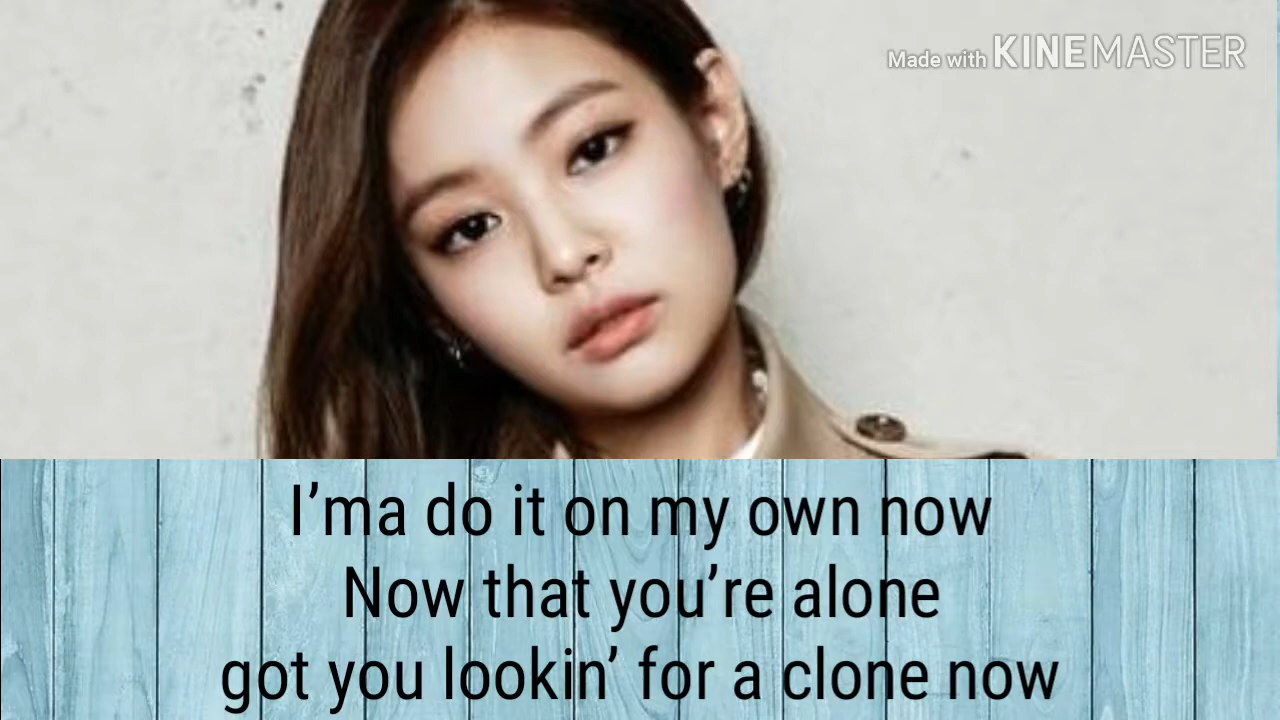 Made with KINEMASTER
I’ma do it on my own now
Now that you’re alone
got you lookin’ for a clone now